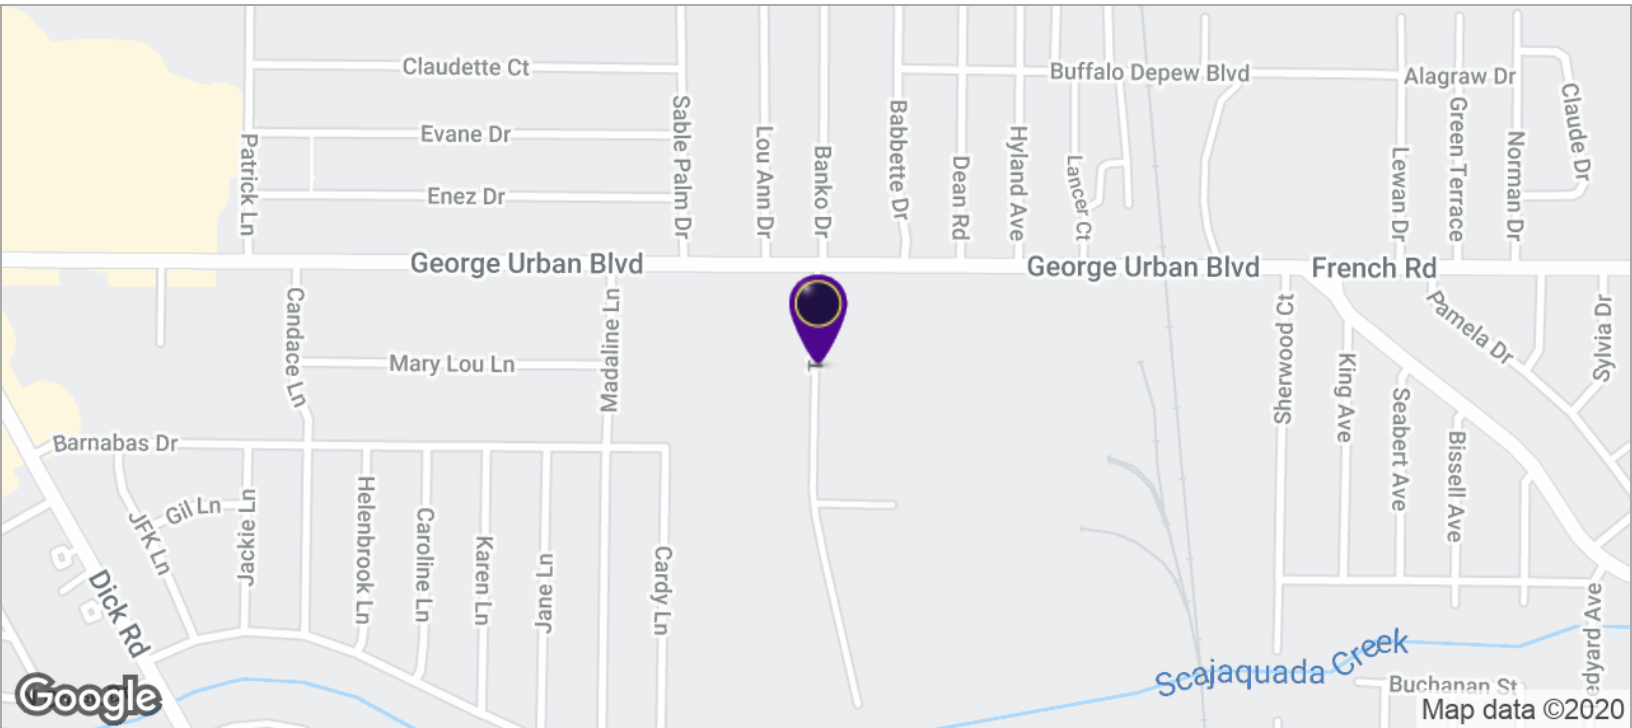 Claudette Ct
Buffalo Depew Blvd
Alagraw Dr
Claude Dr
Evane Dr
Sable Palm Dr
Lou Ann Dr
Banko Dr
Babbette Dr
Dean Rd
Hyland Ave
Lancer Ct
Lewan Dr
Green Terrace
Norman Dr
Patrick Ln
Enez Dr
George Urban Blvd
George Urban Blvd
French Rd
Candace Ln
Madaline Ln
Mary Lou Ln
Sherwood Ct
Pamela Dr
Sylvia Dr
King Ave
Seabert Ave
Bissell Ave
Barnabas Dr
Gil Ln
JFK Ln
Jackie Ln
Helenbrook Ln
Caroline Ln
Karen Ln
Jane Ln
Cardy Ln
Dick Rd
Scajaquada Creek
edyard Ave
Buchanan St
Google
Map data ©2020